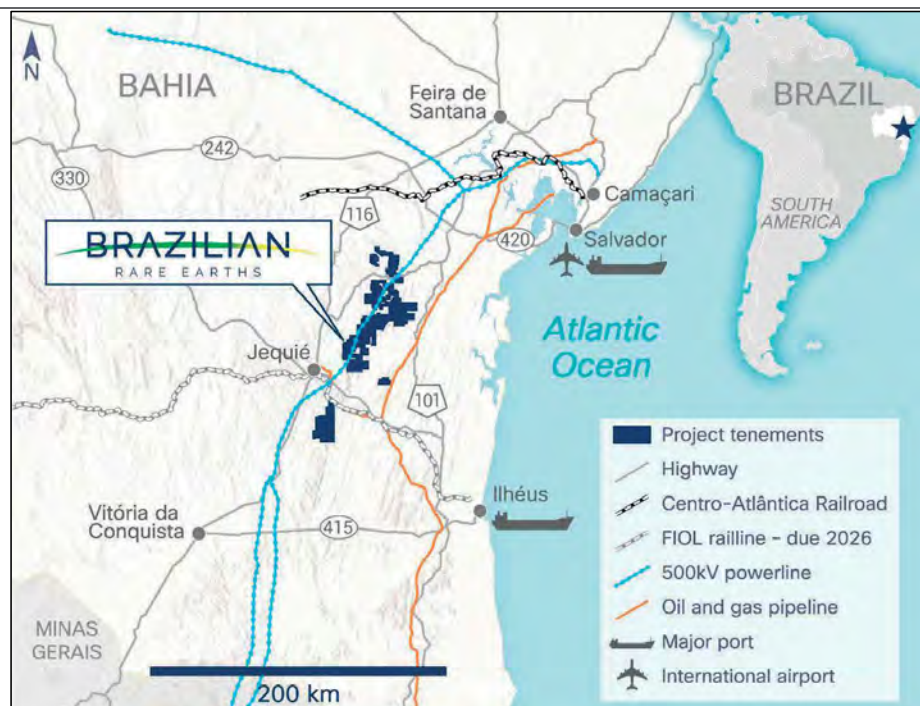 N
BAHIA
Feira de
Santana
BRAZIL
242
330
Camaçari
SOUTH
AMERICA
116
420
Salvador
BRAZILIAN
RARE EARTHS
Atlantic
Ocean
Jequié
101
Project tenements
Highway
Ilhéus
Centro-Atlântica Railroad
Vitória da
Conquista
415
FIOL railline - due 2026
500kV powerline
Oil and gas pipeline
MINAS
GERAIS
Major port
International airport
200 km